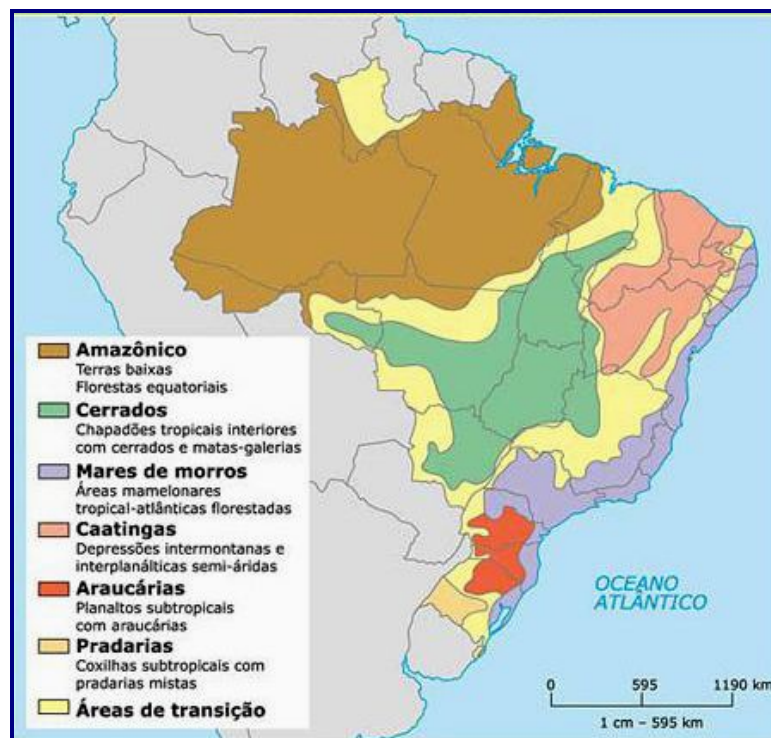 Amazônico
Terras baixas
Florestas equatoriais
Cerrados
Chapadões tropicais interiores
com cerrados e matas-galerias
Mares de morros
Áreas mamelonares
tropical-atlânticas florestadas
Caatingas
Depressões intermontanas e
interplanálticas semi-áridas
Araucárias
Planaltos subtropicais
com araucárias
Pradarias
Coxilhas subtropicais com
pradarias mistas
Áreas de transição
OCEANO
ATLÂNTICO
0 595 1190 km
1 cm – 595 km